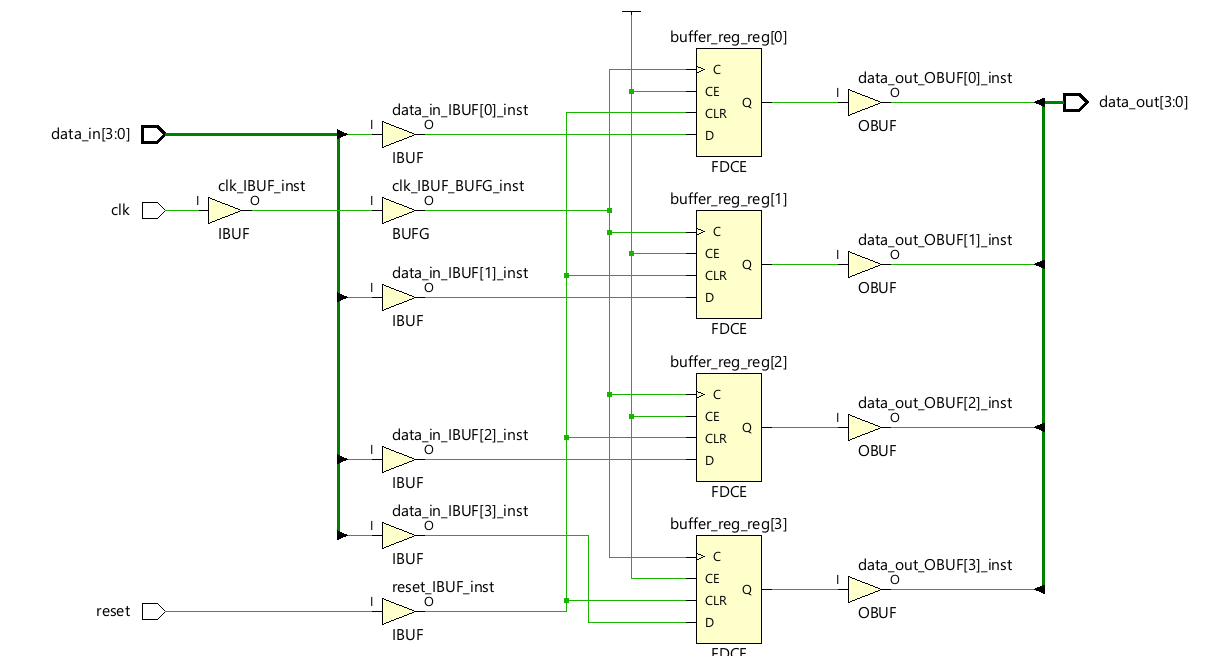 buffer_reg_reg[0]
C
CE
CLR
D
Q
FDCE
data_out_OBUF[0]_inst
I
O
OBUF
data_out[3:0]
data_in[3:0]
data_in_IBUF[0]_inst
I
O
IBUF
clk
clk_IBUF_inst
I
O
IBUF
clk_IBUF_BUFG_inst
I
O
BUFG
buffer_reg_reg[1]
C
CE
CLR
D
Q
FDCE
data_out_OBUF[1]_inst
I
O
OBUF
data_in_IBUF[1]_inst
I
O
IBUF
buffer_reg_reg[2]
C
CE
CLR
D
Q
FDCE
data_out_OBUF[2]_inst
I
O
OBUF
data_in_IBUF[2]_inst
I
O
IBUF
data_in_IBUF[3]_inst
I
O
IBUF
buffer_reg_reg[3]
C
CE
CLR
D
Q
FDCE
data_out_OBUF[3]_inst
I
O
OBUF
reset
reset_IBUF_inst
I
O
IBUF